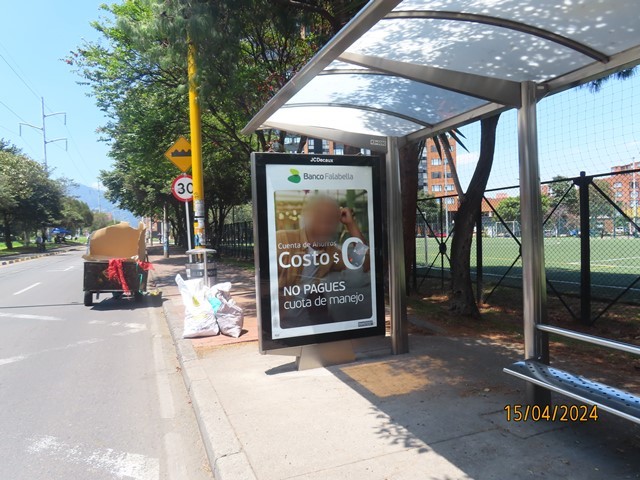 JCDecaux
30
Banco Falabella
Cuenta de Ahorros
Costo $0
NO PAGUES
cuota de manejo
15/04/2024